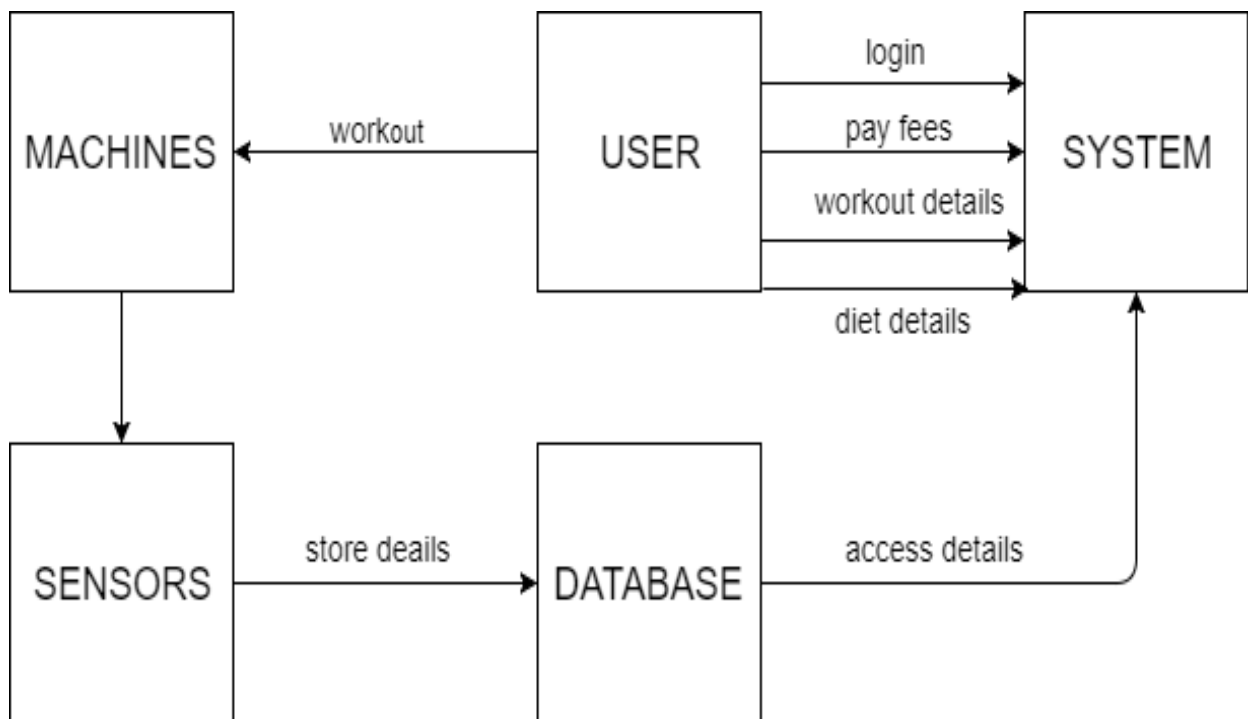 login
workout
pay fees
MACHINES
USER
SYSTEM
workout details
diet details
store deails
access details
SENSORS
DATABASE